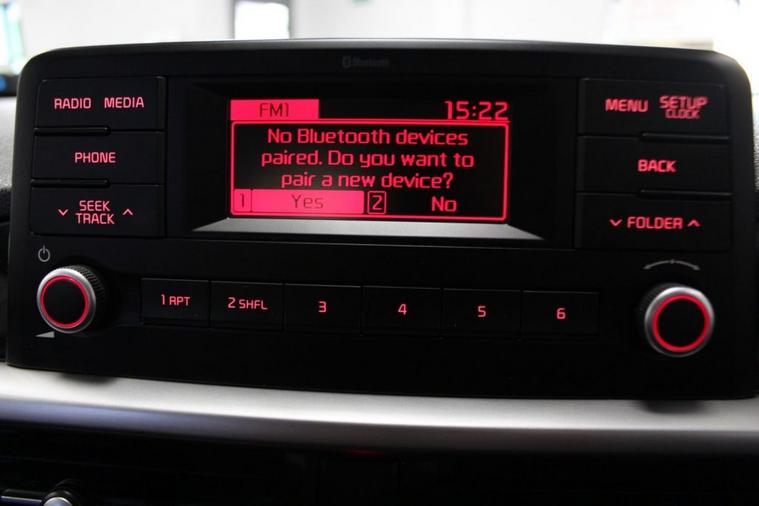 Bluetooth
RADIO MEDIA
PHONE
SEEK
TRACK
FM1 15:22
No Bluetooth devices
paired. Do you want to
pair a new device?
1 Yes 2 No
MENU SETUP
CLOCK
BACK
FOLDER
1 RPT 2 SHFL 3 4 5 6